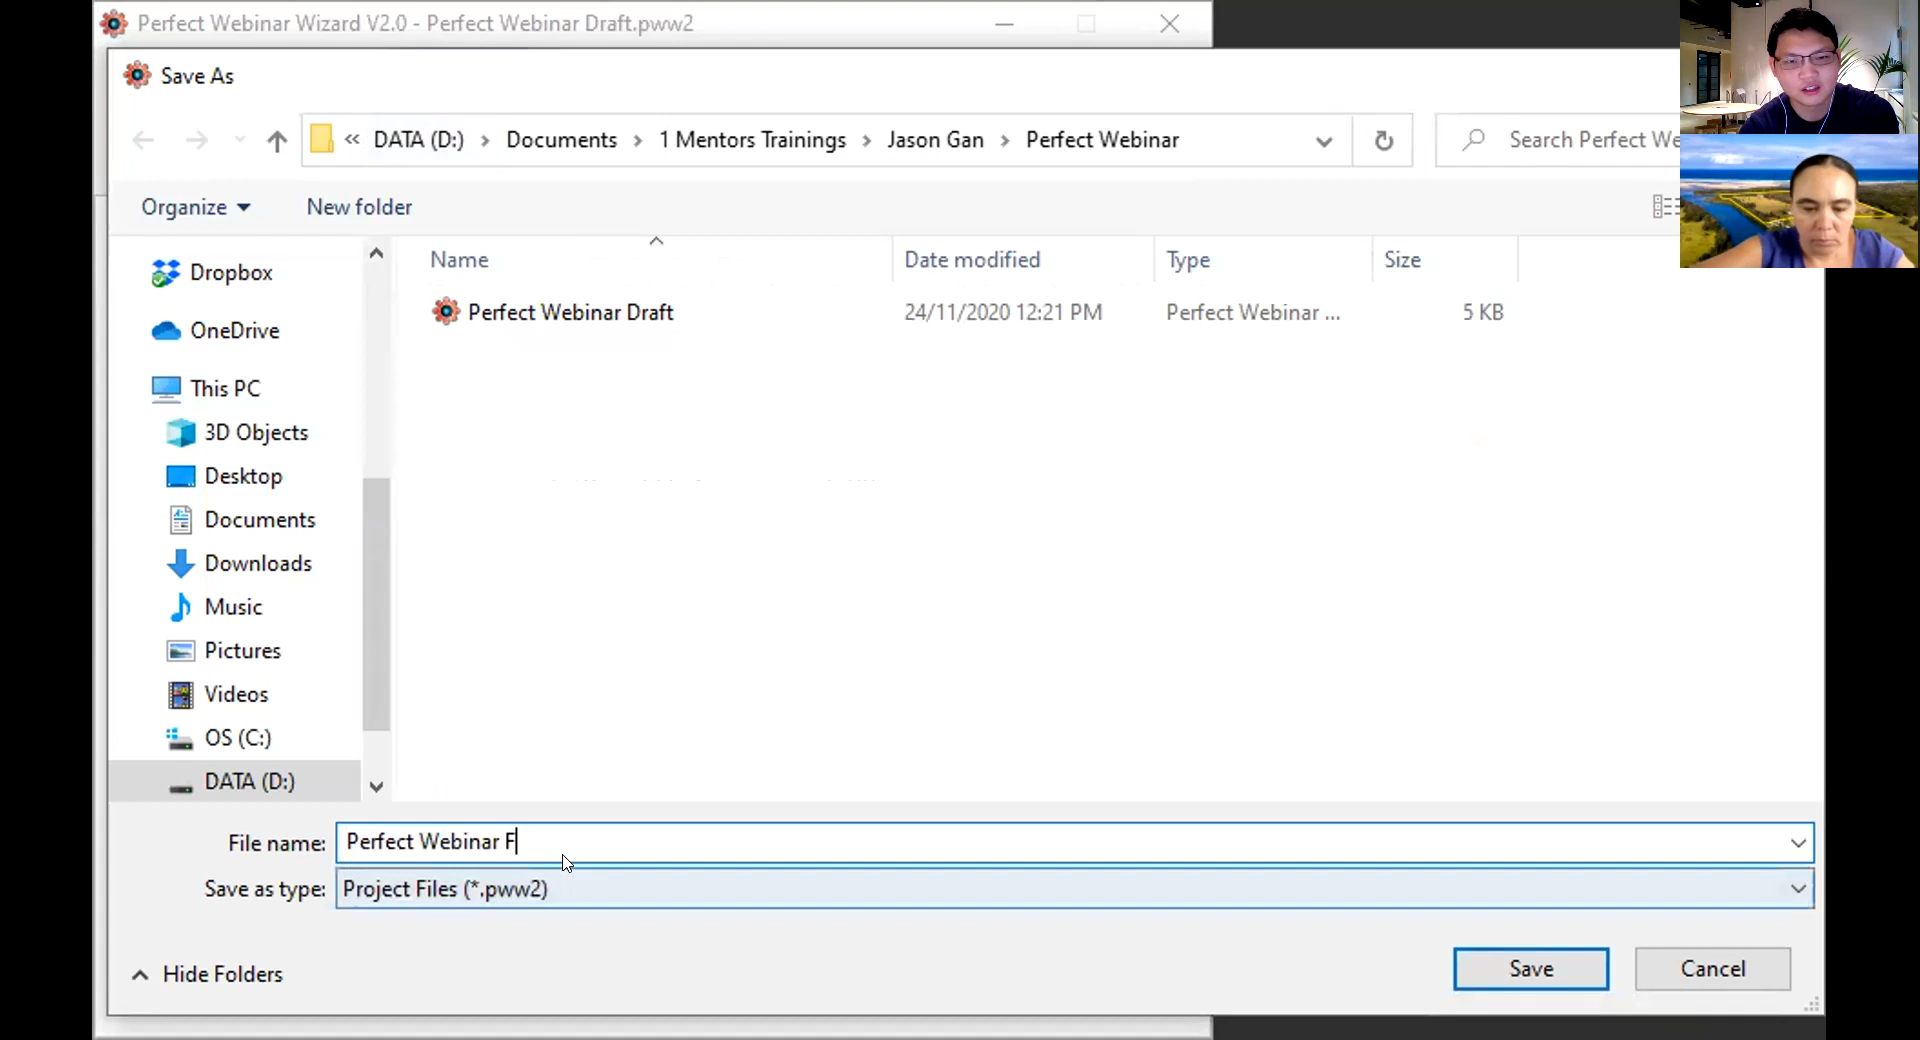 Perfect Webinar Wizard V2.0 - Perfect Webinar Draft.pww2
Save As
« DATA (D:) › Documents › 1 Mentors Trainings › Jason Gan › Perfect Webinar
Search Perfect We
Organize
New folder
Name
Date modified
Type
Size
Perfect Webinar Draft
24/11/2020 12:21 PM
Perfect Webinar ...
5 KB
Dropbox
OneDrive
This PC
3D Objects
Desktop
Documents
Downloads
Music
Pictures
Videos
OS (C:)
DATA (D:)
File name: Perfect Webinar F
Save as type: Project Files (*.pww2)
Hide Folders
Save
Cancel